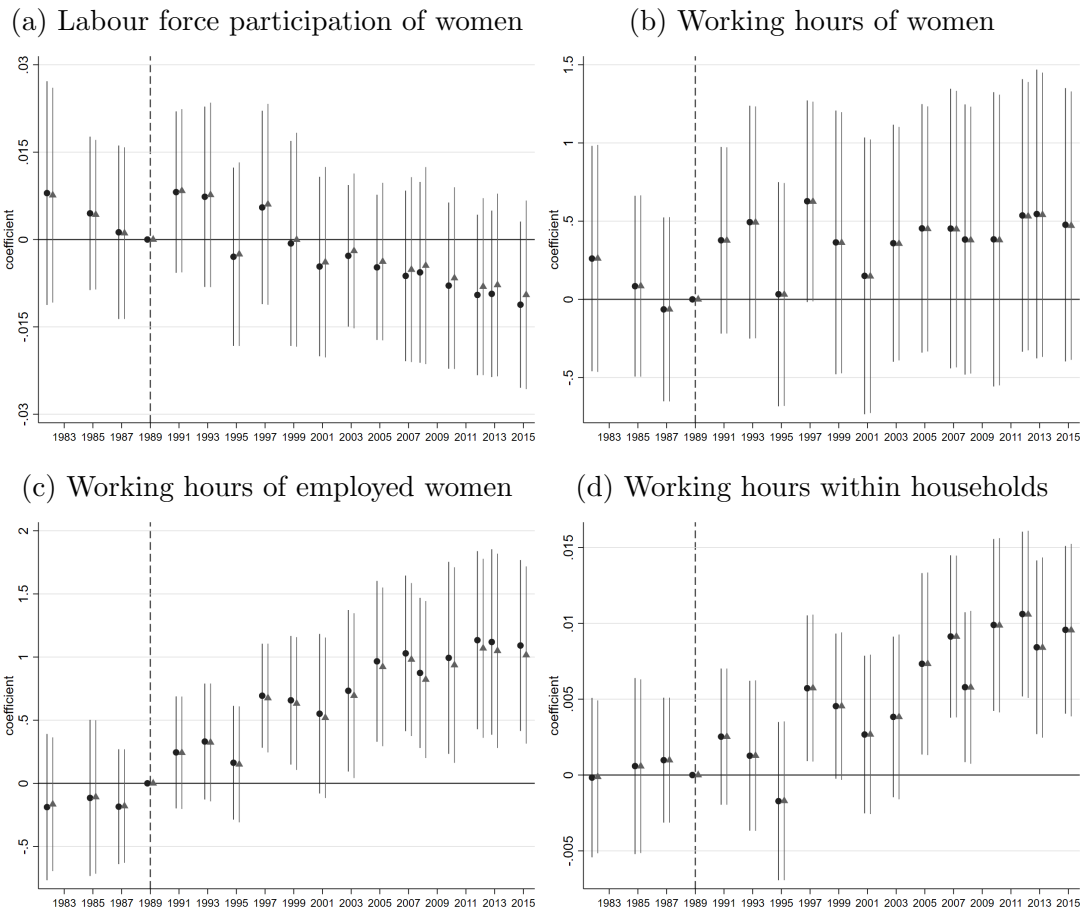 (a) Labour force participation of women
(b) Working hours of women
coefficient
.03
.015
0
-.015
-.03
1983 1985 1987 1989 1991 1993 1995 1997 1999 2001 2003 2005 2007 2009 2011 2013 2015
coefficient
1.5
1
.5
0
-.5
1983 1985 1987 1989 1991 1993 1995 1997 1999 2001 2003 2005 2007 2009 2011 2013 2015
(c) Working hours of employed women
(d) Working hours within households
coefficient
2
1.5
1
.5
0
-.5
1983 1985 1987 1989 1991 1993 1995 1997 1999 2001 2003 2005 2007 2009 2011 2013 2015
coefficient
.015
.01
.005
0
-.005
1983 1985 1987 1989 1991 1993 1995 1997 1999 2001 2003 2005 2007 2009 2011 2013 2015